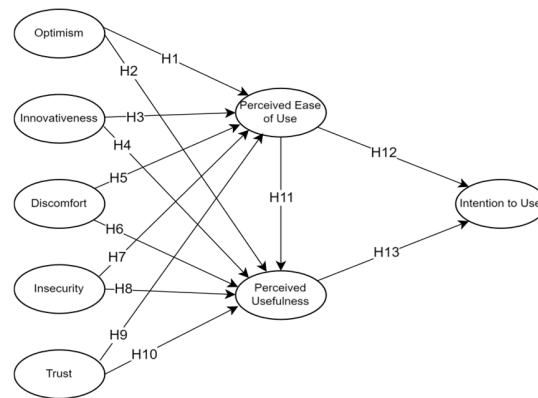 Optimism
H1
H2
Innovativeness
H3
H4
Perceived Ease
of Use
Discomfort
H5
H6
H12
H11
Intention to Use
H7
Insecurity
H8
Perceived
Usefulness
H13
H9
H10
Trust